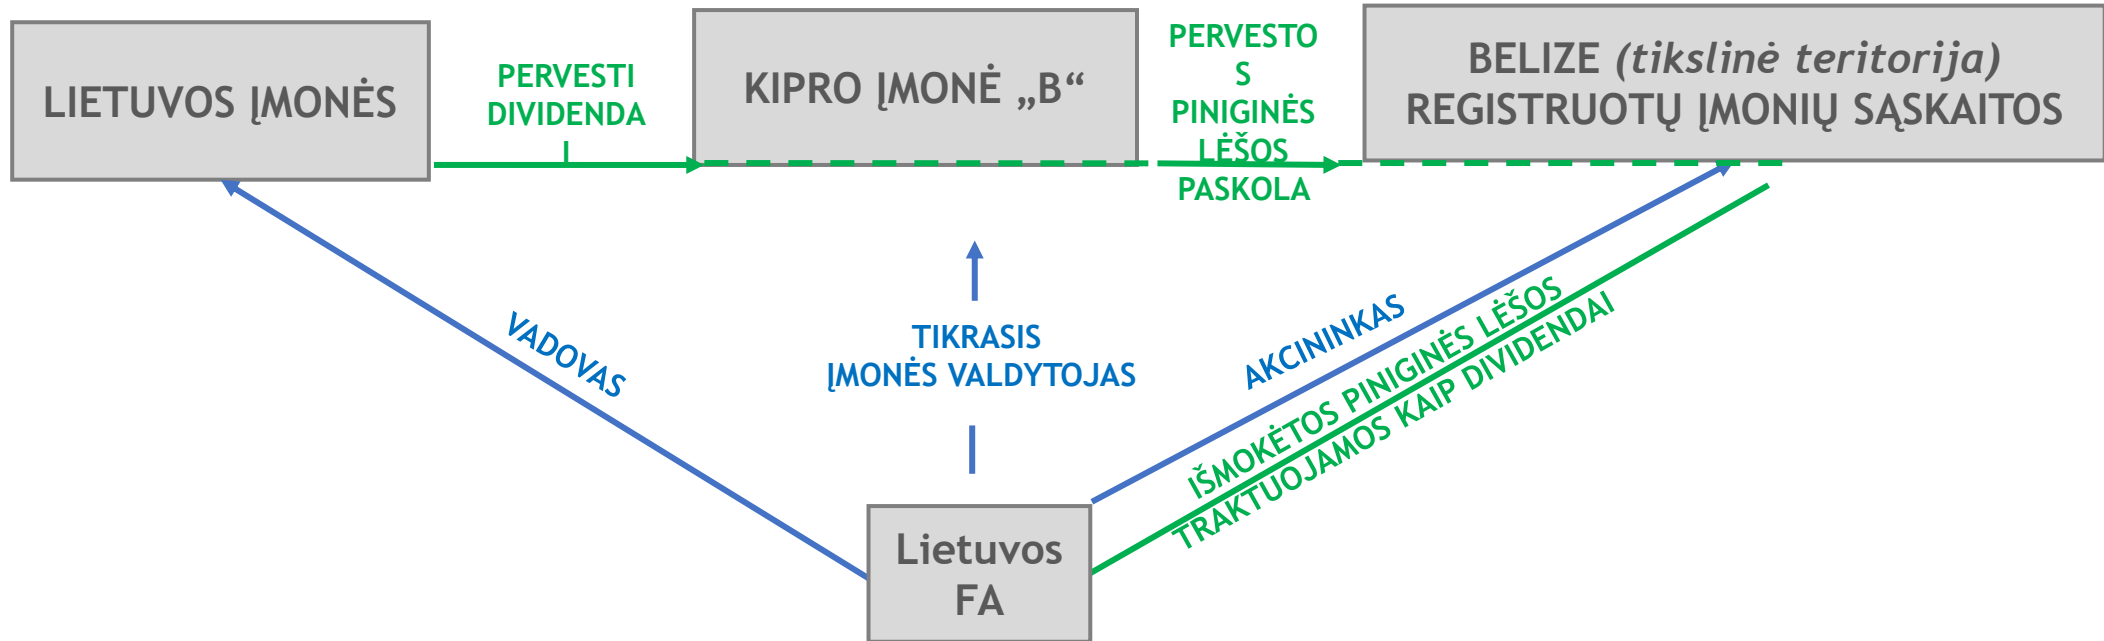 LIETUVOS ĮMONĖS
PERVESTI
DIVIDENDA
I
KIPRO ĮMONĖ „B“
PERVESTO
S
PINIGINĖS
LĖŠOS
PASKOLA
BELIZE (tikslinė teritorija)
REGISTRUOTŲ ĮMONIŲ SĄSKAITOS
VADOVAS
TIKRASIS
ĮMONĖS VALDYTOJAS
AKCININKAS
IŠMOKĖTOS PINIGINĖS LĖŠOS
TRAKTUOJAMOS KAIP DIVIDENDAI
Lietuvos
FA